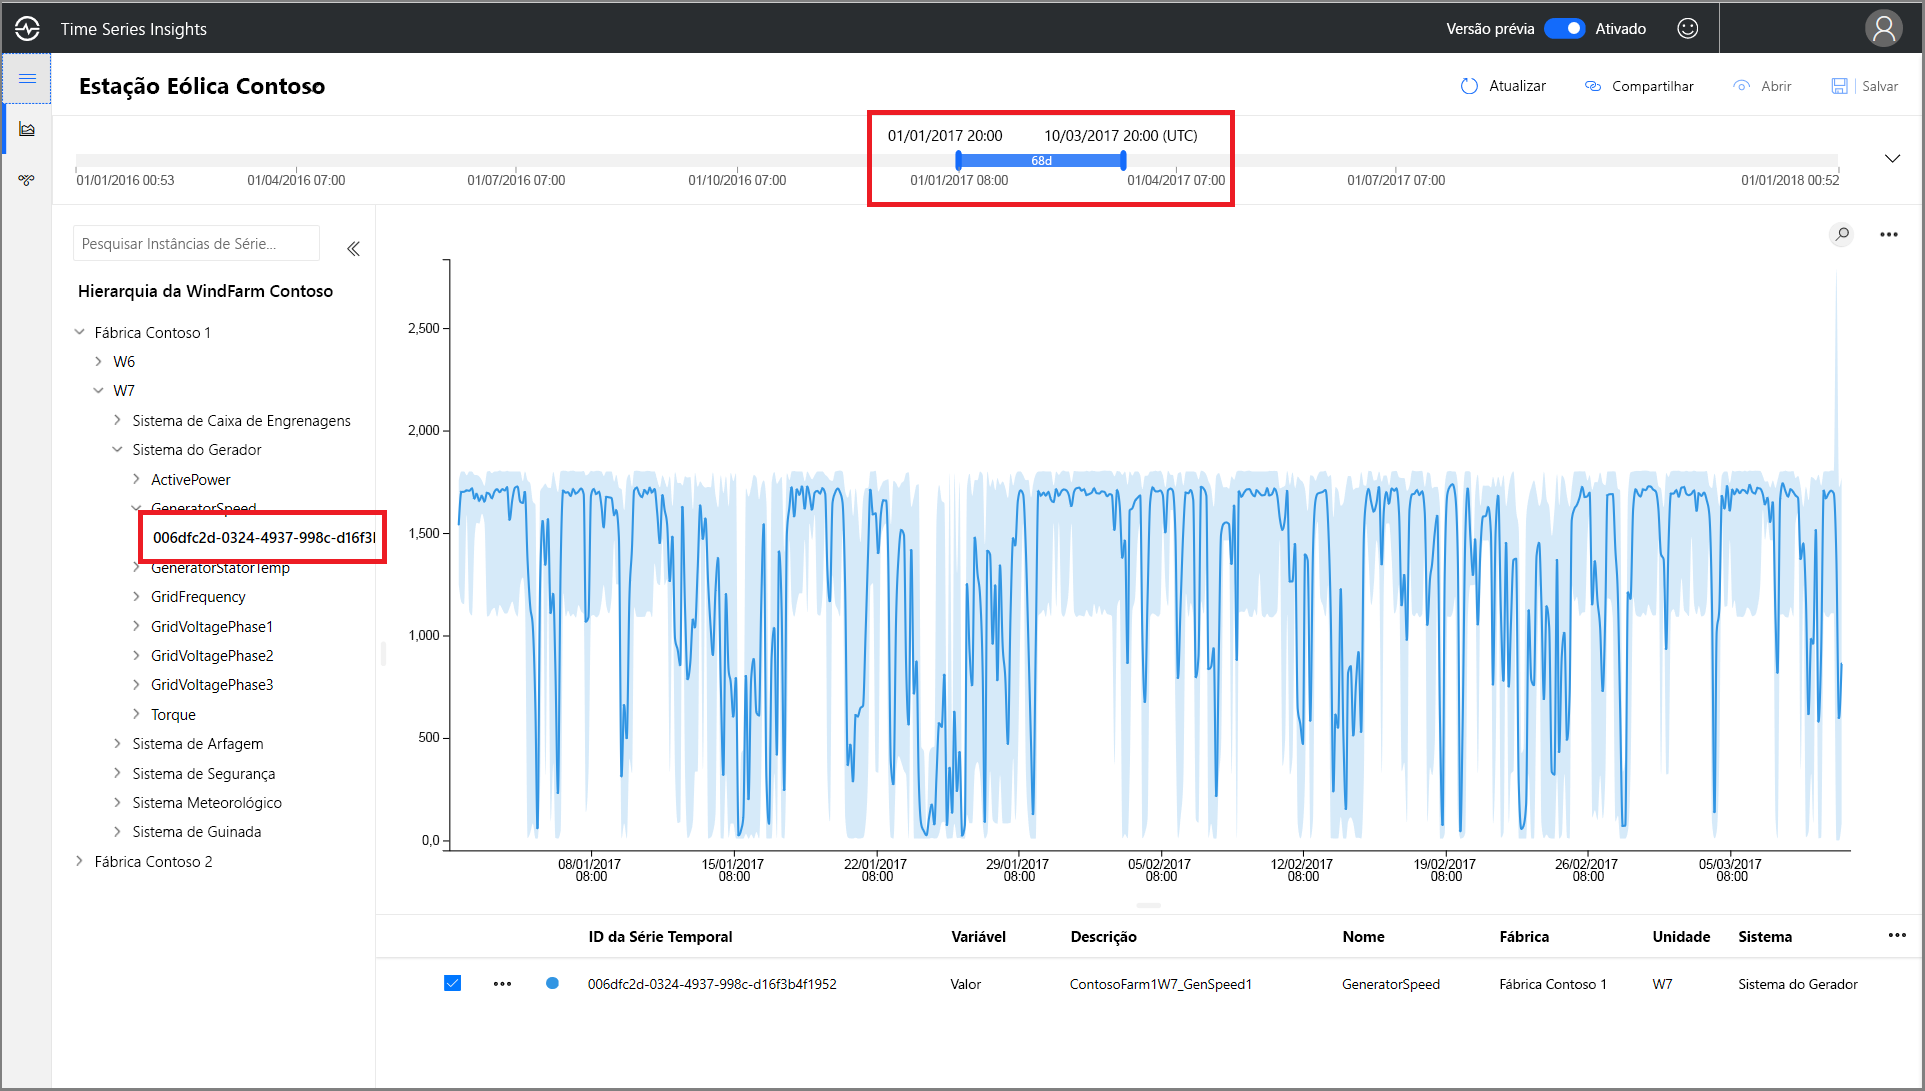 Time Series Insights
Versão prévia Ativado
Estação Eólica Contoso
Atualizar Compartilhar Abrir Salvar
01/01/2017 20:00 10/03/2017 20:00 (UTC)
68d
01/01/2016 00:53 01/04/2016 07:00 01/07/2016 07:00 01/10/2016 07:00 01/01/2017 08:00 01/04/2017 07:00 01/07/2017 07:00 01/01/2018 00:52
Pesquisar Instâncias de Série...
Hierarquia da WindFarm Contoso
Fábrica Contoso 1
W6
W7
Sistema de Caixa de Engrenagens
Sistema do Gerador
ActivePower
GeneratorSpeed
006dfc2d-0324-4937-998c-d16f3
GeneratorStatorTemp
GridFrequency
GridVoltagePhase1
GridVoltagePhase2
GridVoltagePhase3
Torque
Sistema de Arfagem
Sistema de Segurança
Sistema Meteorológico
Sistema de Guinada
Fábrica Contoso 2
2,500
2,000
1,500
1,000
500
0,0
08/01/2017 15/01/2017 22/01/2017 29/01/2017 05/02/2017 12/02/2017 19/02/2017 26/02/2017 05/03/2017
08:00 08:00 08:00 08:00 08:00 08:00 08:00 08:00 08:00
ID da Série Temporal Variável Descrição Nome Fábrica Unidade Sistema
006dfc2d-0324-4937-998c-d16f3b4f1952 Valor ContosoFarm1W7_GenSpeed1 GeneratorSpeed Fábrica Contoso 1 W7 Sistema do Gerador